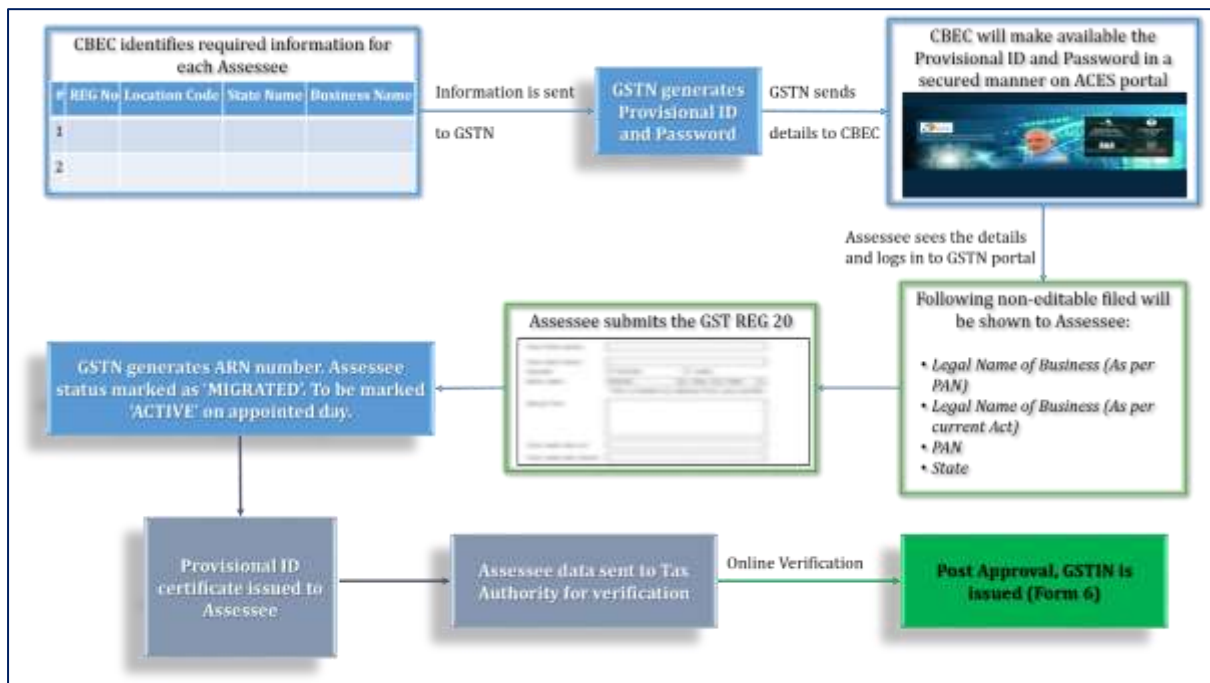 CBEC identifies required information for
each Assessee
# REG No Location Code State Name Business Name
1
2
Information is sent
to GSTN
GSTN generates
Provisional ID
and Password
GSTN sends
details to CBEC
CBEC will make available the
Provisional ID and Password in a
secured manner on ACES portal
Assessee sees the details
and logs in to GSTN portal
Following non-editable filed will
be shown to Assessee:
• Legal Name of Business (As per
PAN)
• Legal Name of Business (As per
current Act)
• PAN
• State
Assessee submits the GST REG 20
GSTN generates ARN number. Assessee
status marked as 'MIGRATED'. To be marked
'ACTIVE' on appointed day.
Provisional ID
certificate issued to
Assessee
Assessee data sent to Tax
Authority for verification
Online Verification
Post Approval, GSTIN is
issued (Form 6)